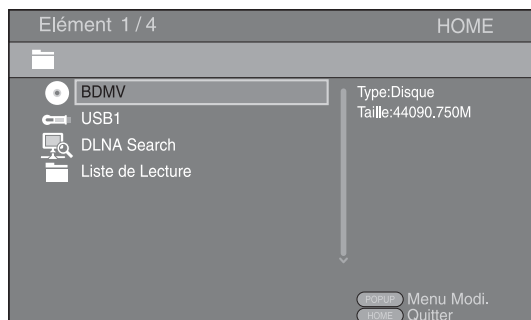 Elément 1/4 HOME
BDMV
USB1
DLNA Search
Liste de Lecture
Type:Disque
Taille:44090.750M
POPUP Menu Modi.
HOME Quitter